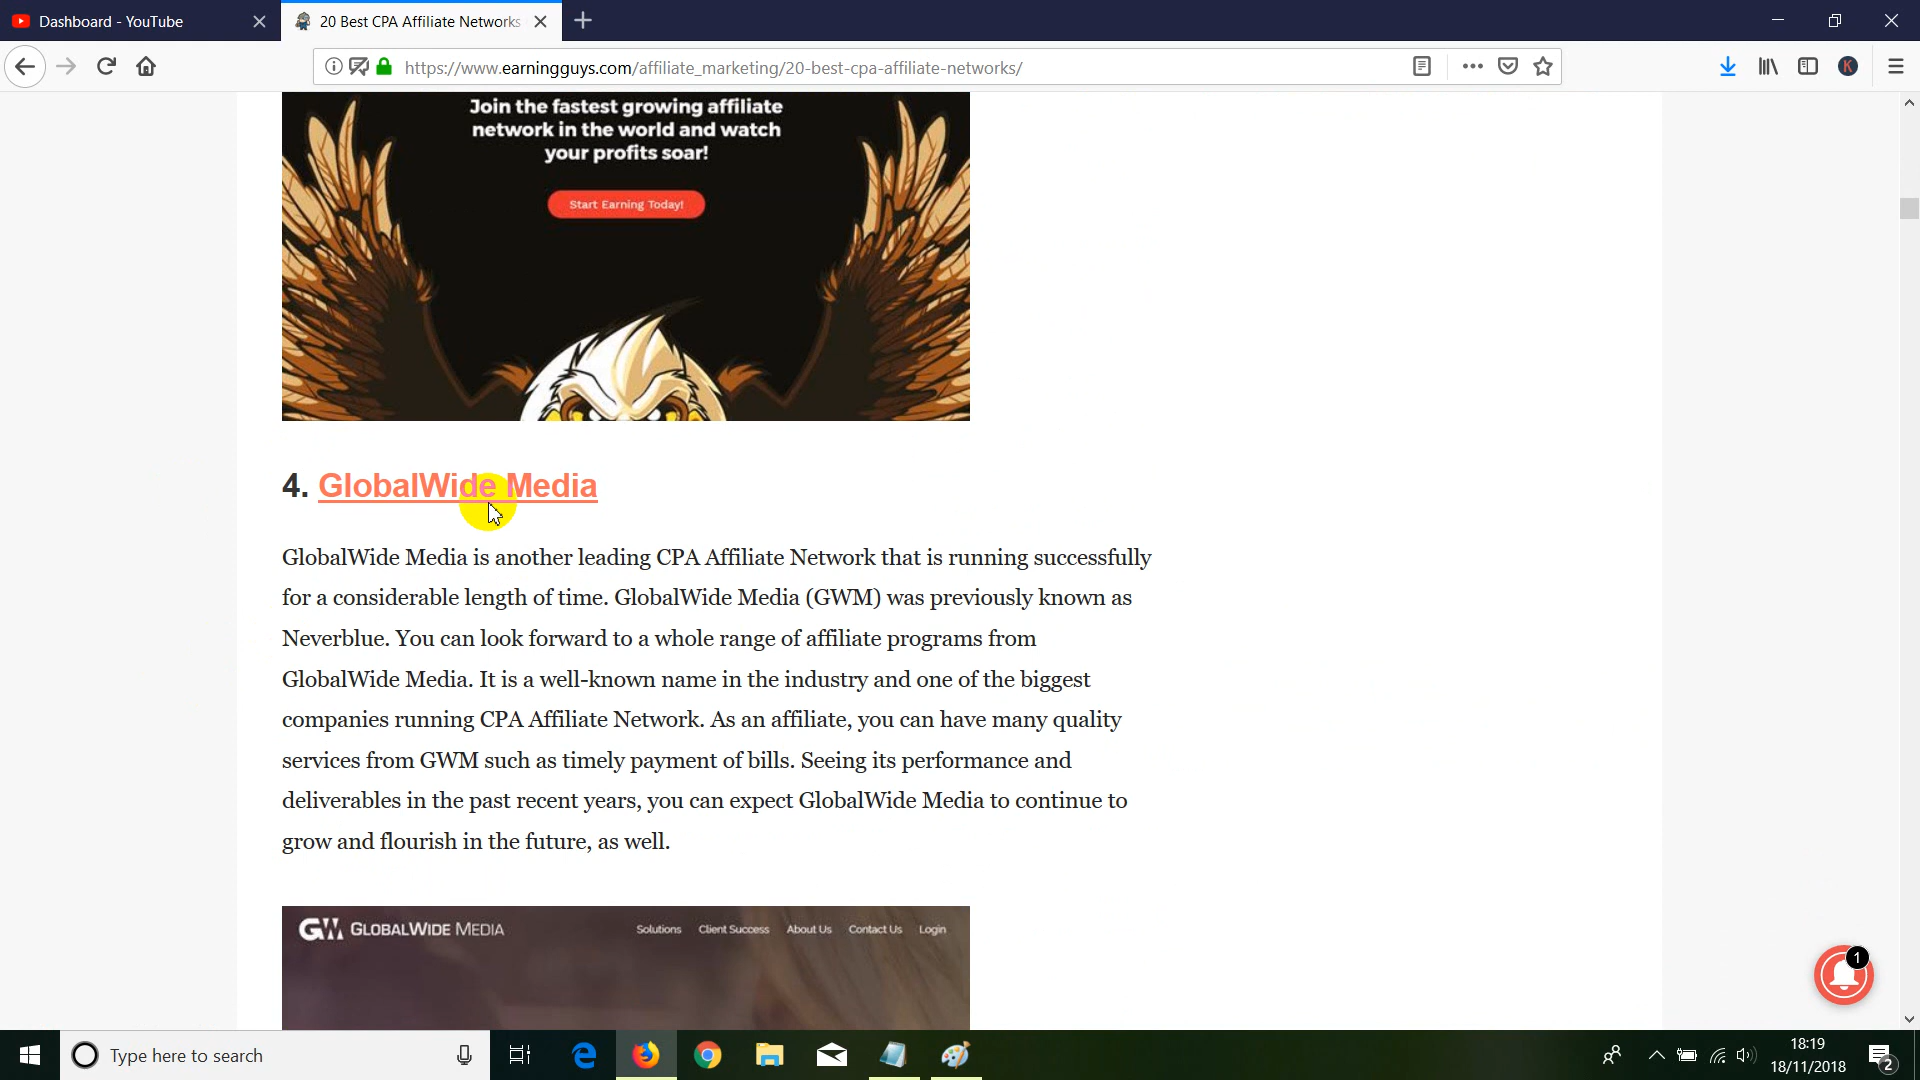 Dashboard - YouTube
20 Best CPA Affiliate Networks
https://www.earningguys.com/affiliate_marketing/20-best-cpa-affiliate-networks/
K
Join the fastest growing affiliate
network in the world and watch
your profits soar!
Start Earning Today!
4. GlobalWide Media
GlobalWide Media is another leading CPA Affiliate Network that is running successfully
for a considerable length of time. GlobalWide Media (GWM) was previously known as
Neverblue. You can look forward to a whole range of affiliate programs from
GlobalWide Media. It is a well-known name in the industry and one of the biggest
companies running CPA Affiliate Network. As an affiliate, you can have many quality
services from GWM such as timely payment of bills. Seeing its performance and
deliverables in the past recent years, you can expect GlobalWide Media to continue to
grow and flourish in the future, as well.
GW GLOBALWIDE MEDIA Solutions Client Success About Us Contact Us Login
1
Type here to search
18:19
18/11/2018
2